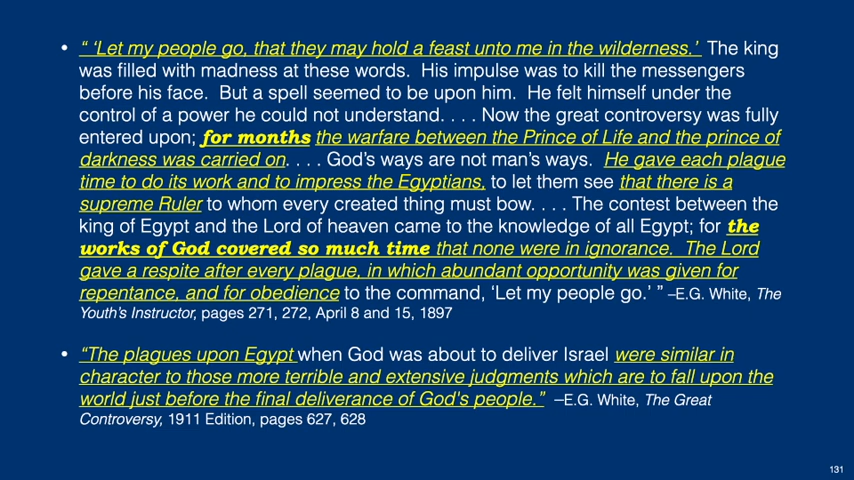 • “ ‘Let my people go, that they may hold a feast unto me in the wilderness.’ The king
was filled with madness at these words. His impulse was to kill the messengers
before his face. But a spell seemed to be upon him. He felt himself under the
control of a power he could not understand. . . . Now the great controversy was fully
entered upon; for months the warfare between the Prince of Life and the prince of
darkness was carried on. . . . God’s ways are not man’s ways. He gave each plague
time to do its work and to impress the Egyptians, to let them see that there is a
supreme Ruler to whom every created thing must bow. . . . The contest between the
king of Egypt and the Lord of heaven came to the knowledge of all Egypt; for the
works of God covered so much time that none were in ignorance. The Lord
gave a respite after every plague, in which abundant opportunity was given for
repentance, and for obedience to the command, ‘Let my people go.’ ” –E.G. White, The
Youth’s Instructor, pages 271, 272, April 8 and 15, 1897
• “The plagues upon Egypt when God was about to deliver Israel were similar in
character to those more terrible and extensive judgments which are to fall upon the
world just before the final deliverance of God's people.” –E.G. White, The Great
Controversy, 1911 Edition, pages 627, 628
131